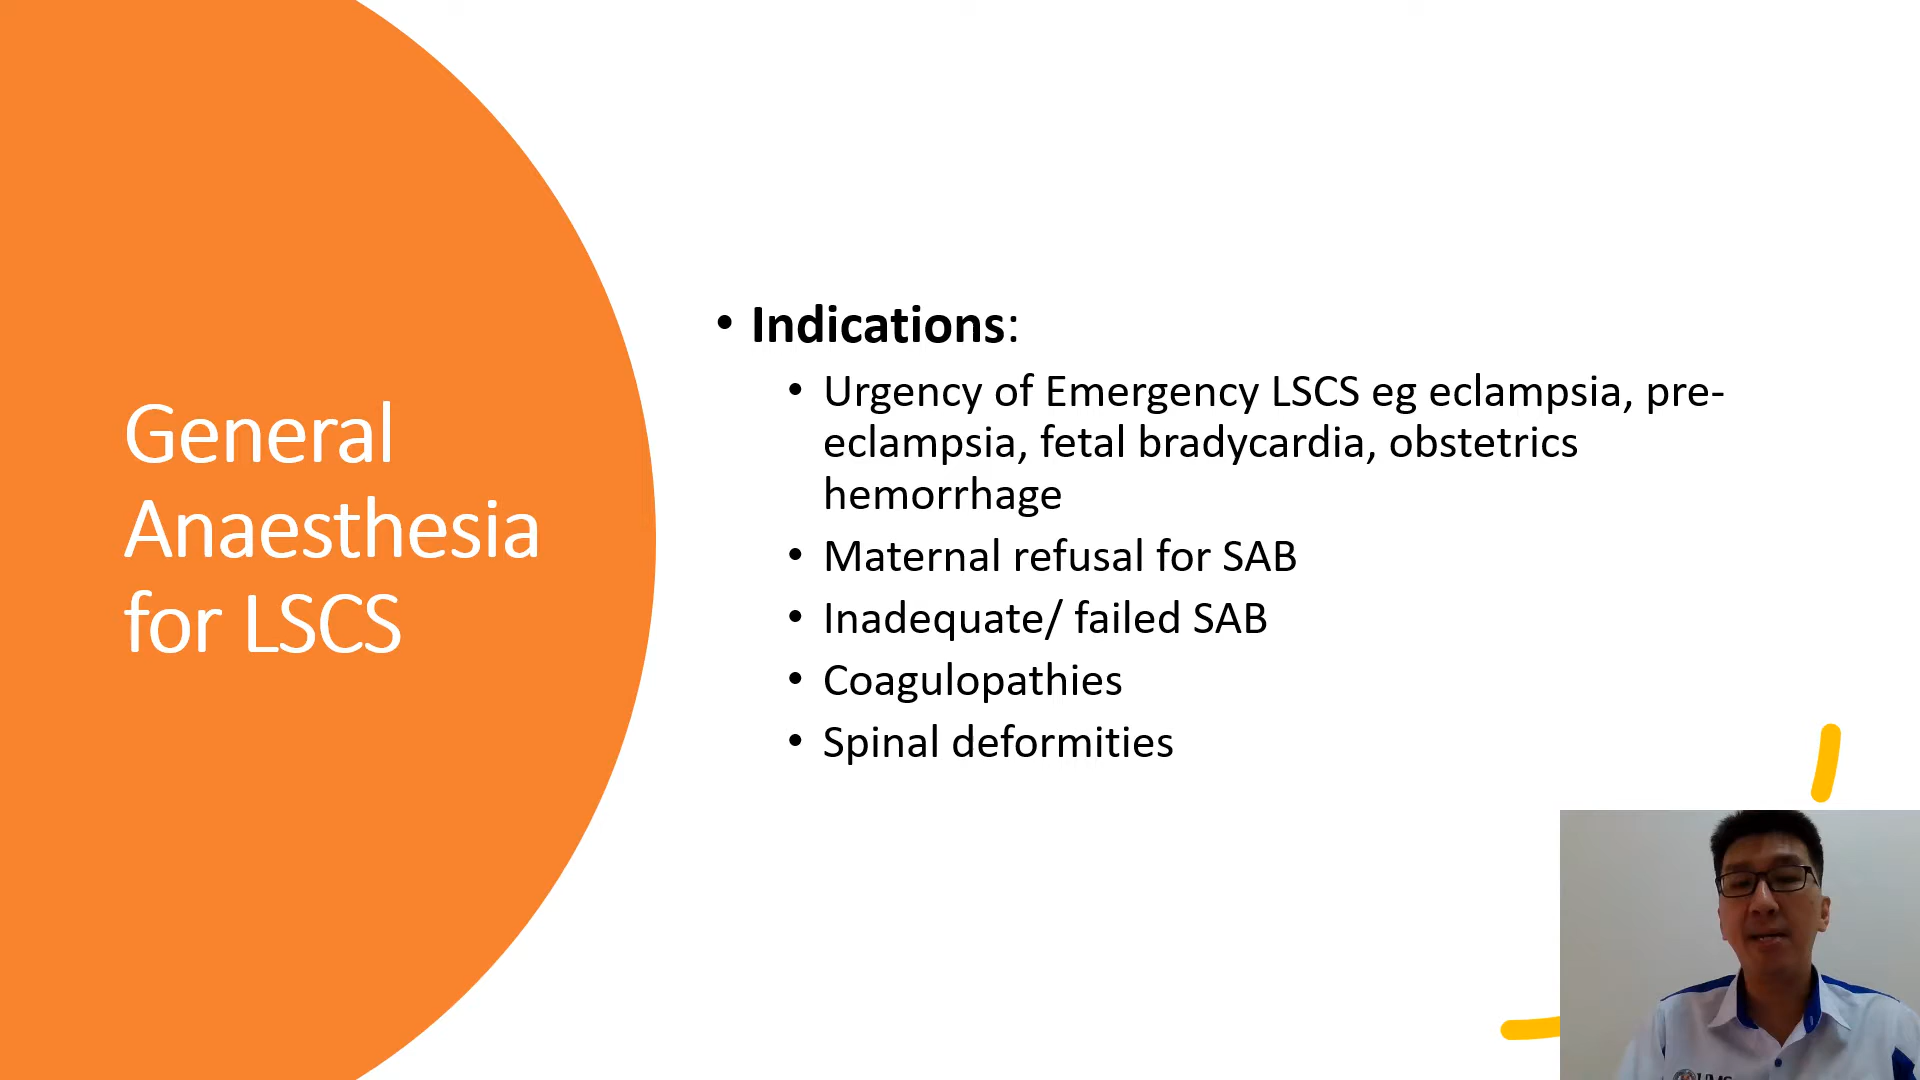 General
Anaesthesia
for LSCS
• Indications:
• Urgency of Emergency LSCS eg eclampsia, pre-
eclampsia, fetal bradycardia, obstetrics
hemorrhage
• Maternal refusal for SAB
• Inadequate/ failed SAB
• Coagulopathies
• Spinal deformities